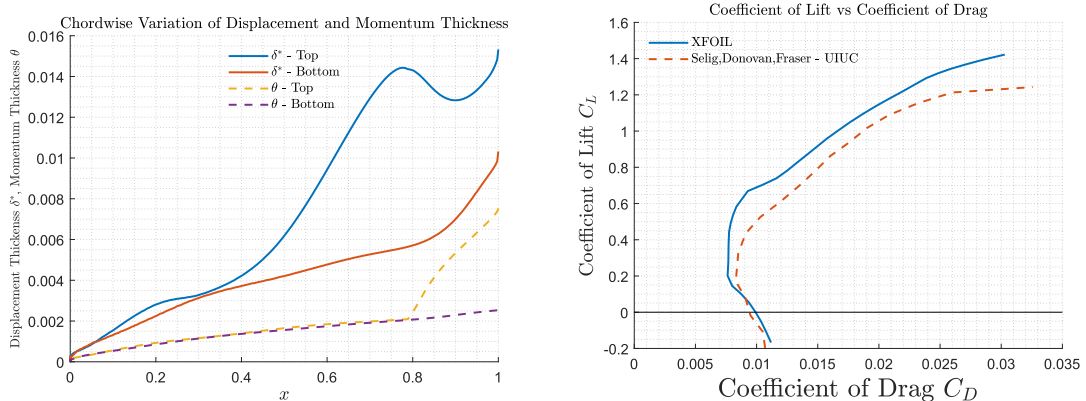 Chordwise Variation of Displacement and Momentum Thickness
Displacement Thickenss δ*, Momentum Thickness θ
0.016
0.014
0.012
0.01
0.008
0.006
0.004
0.002
0
δ* - Top
δ* - Bottom
θ - Top
θ - Bottom
0 0.2 0.4 0.6 0.8 1
x
Coefficient of Lift vs Coefficient of Drag
Coefficient of Lift C_L
1.6
1.4
1.2
1
0.8
0.6
0.4
0.2
0
-0.2
XFOIL
Selig,Donovan,Fraser - UIUC
0 0.005 0.01 0.015 0.02 0.025 0.03 0.035
Coefficient of Drag C_D